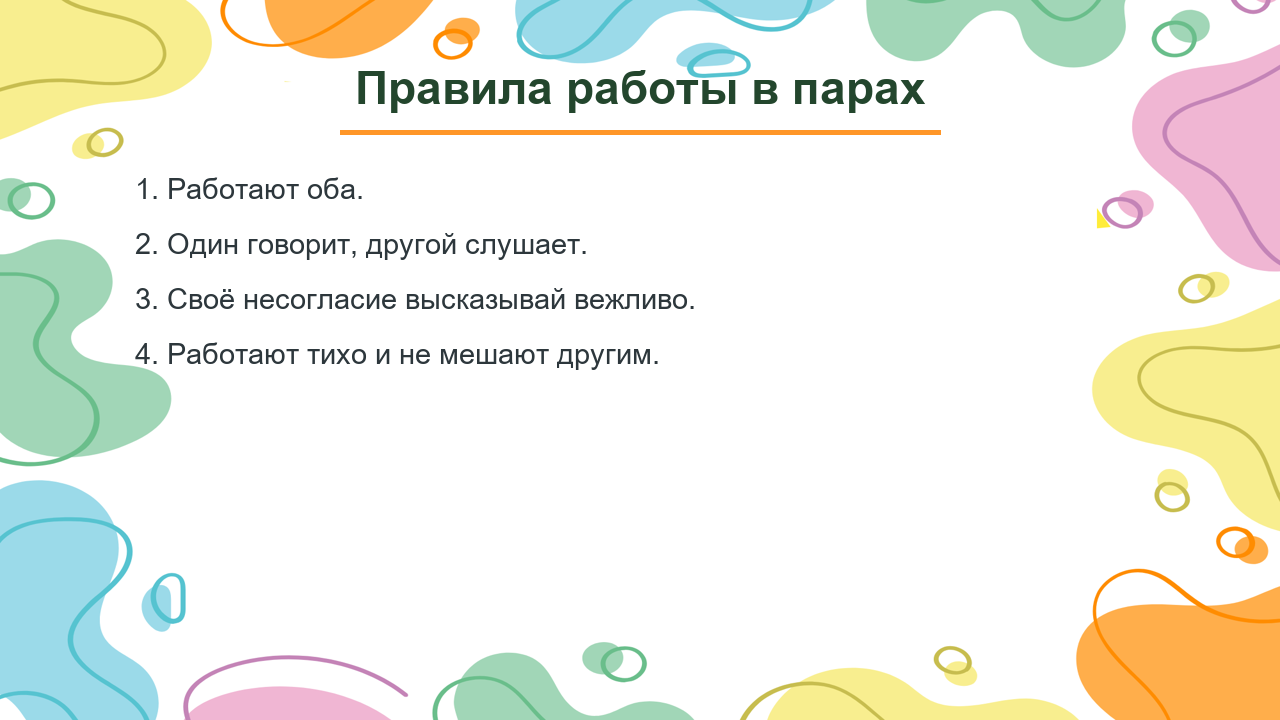 Правила работы в парах
1. Работают оба.
2. Один говорит, другой слушает.
3. Своё несогласие высказывай вежливо.
4. Работают тихо и не мешают другим.